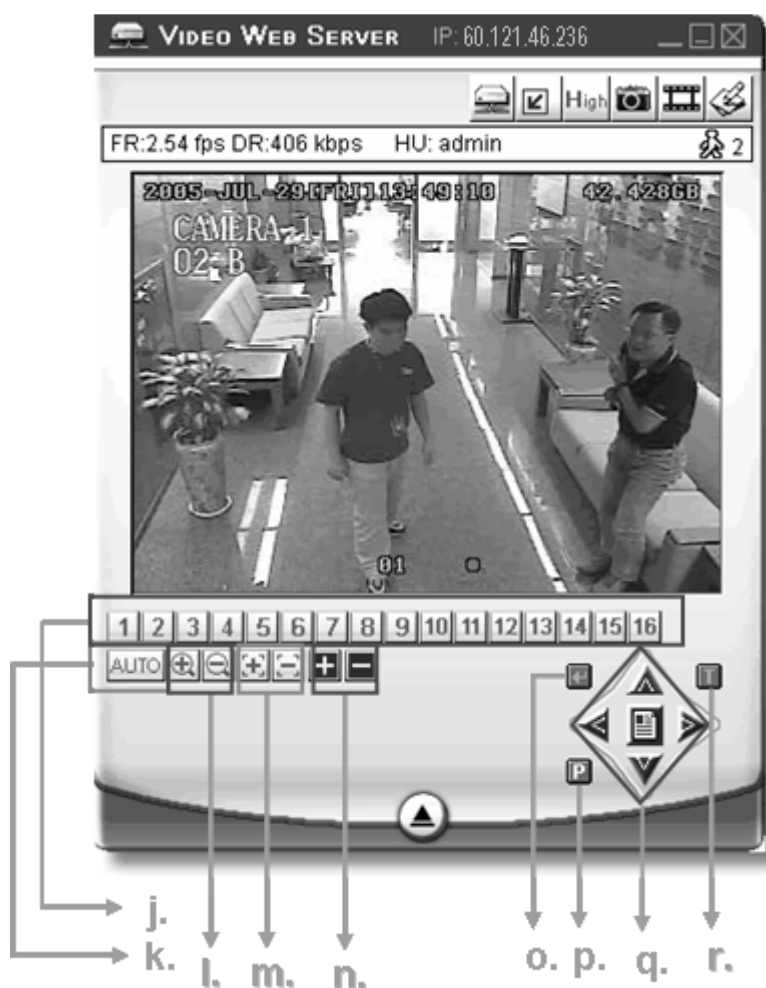 VIDEO WEB SERVER IP: 60.121.46.236
High
FR:2.54 fps DR:406 kbps HU: admin 2
2005-JUL-29[FRI]13:49:10 42.428GB
CAMERA-1
02-B
01
1 2 3 4 5 6 7 8 9 10 11 12 13 14 15 16
AUTO
T
P
j.
k.
l. m. n. o. p. q. r.